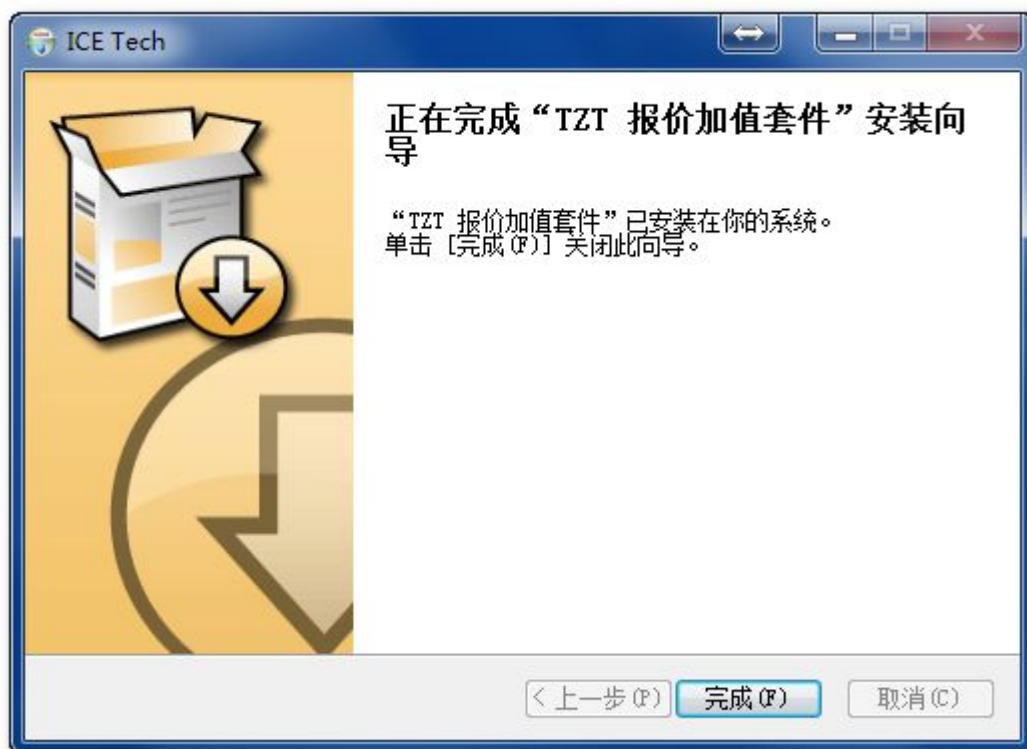 ICE Tech
正在完成“TZT 报价加值套件”安装向
导
“TZT 报价加值套件”已安装在你的系统。
单击 [完成(F)] 关闭此向导。
< 上一步(P)
完成(F)
取消(C)